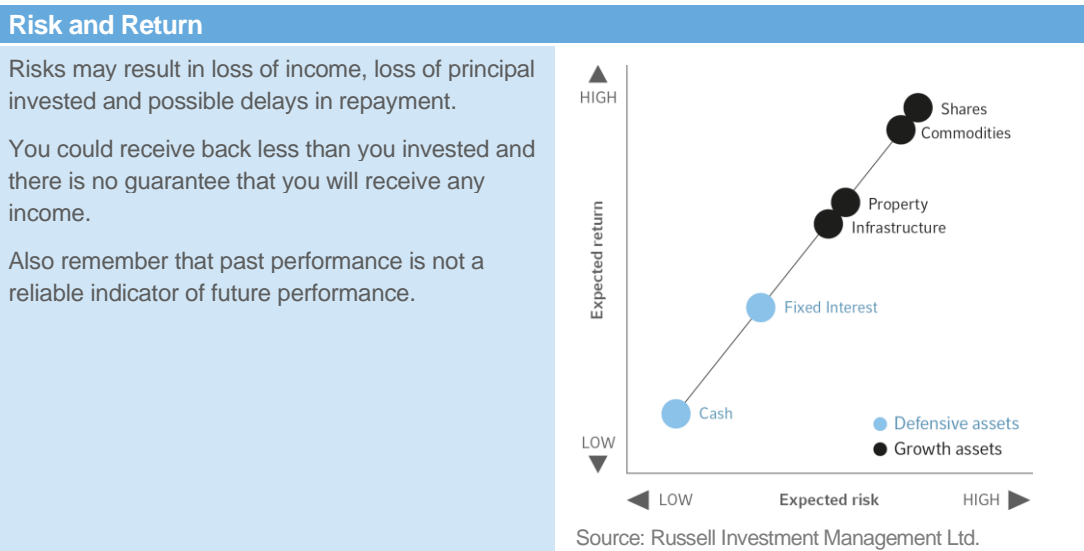 Risk and Return
Risks may result in loss of income, loss of principal
invested and possible delays in repayment.
You could receive back less than you invested and
there is no guarantee that you will receive any
income.
Also remember that past performance is not a
reliable indicator of future performance.
HIGH
Shares
Commodities
Property
Infrastructure
Expected return
Fixed Interest
Cash
Defensive assets
Growth assets
LOW
LOW
Expected risk
HIGH
Source: Russell Investment Management Ltd.